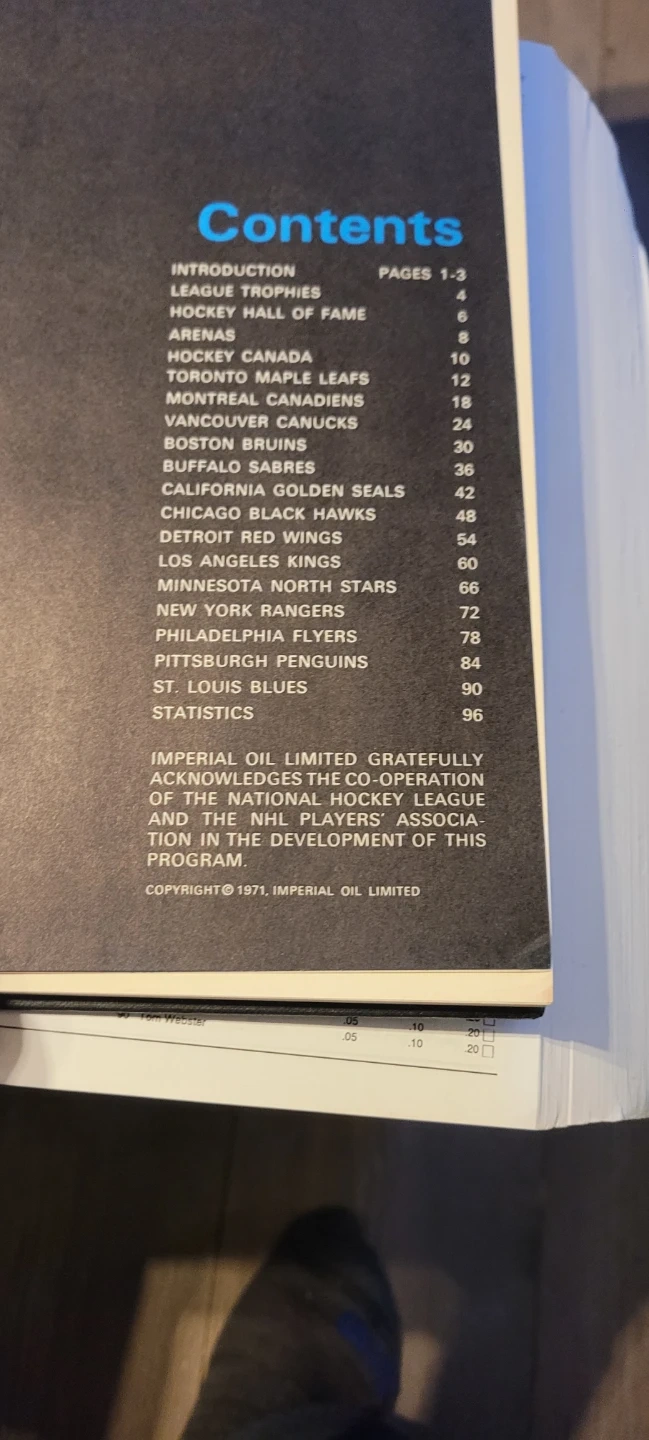 Contents
INTRODUCTION PAGES 1-3
LEAGUE TROPHIES 4
HOCKEY HALL OF FAME 6
ARENAS 8
HOCKEY CANADA 10
TORONTO MAPLE LEAFS 12
MONTREAL CANADIENS 18
VANCOUVER CANUCKS 24
BOSTON BRUINS 30
BUFFALO SABRES 36
CALIFORNIA GOLDEN SEALS 42
CHICAGO BLACK HAWKS 48
DETROIT RED WINGS 54
LOS ANGELES KINGS 60
MINNESOTA NORTH STARS 66
NEW YORK RANGERS 72
PHILADELPHIA FLYERS 78
PITTSBURGH PENGUINS 84
ST. LOUIS BLUES 90
STATISTICS 96
IMPERIAL OIL LIMITED GRATEFULLY
ACKNOWLEDGES THE CO-OPERATION
OF THE NATIONAL HOCKEY LEAGUE
AND THE NHL PLAYERS' ASSOCIA-
TION IN THE DEVELOPMENT OF THIS
PROGRAM.
COPYRIGHT © 1971, IMPERIAL OIL LIMITED
Tom Webster .05 .10 .20
.05 .10 .20